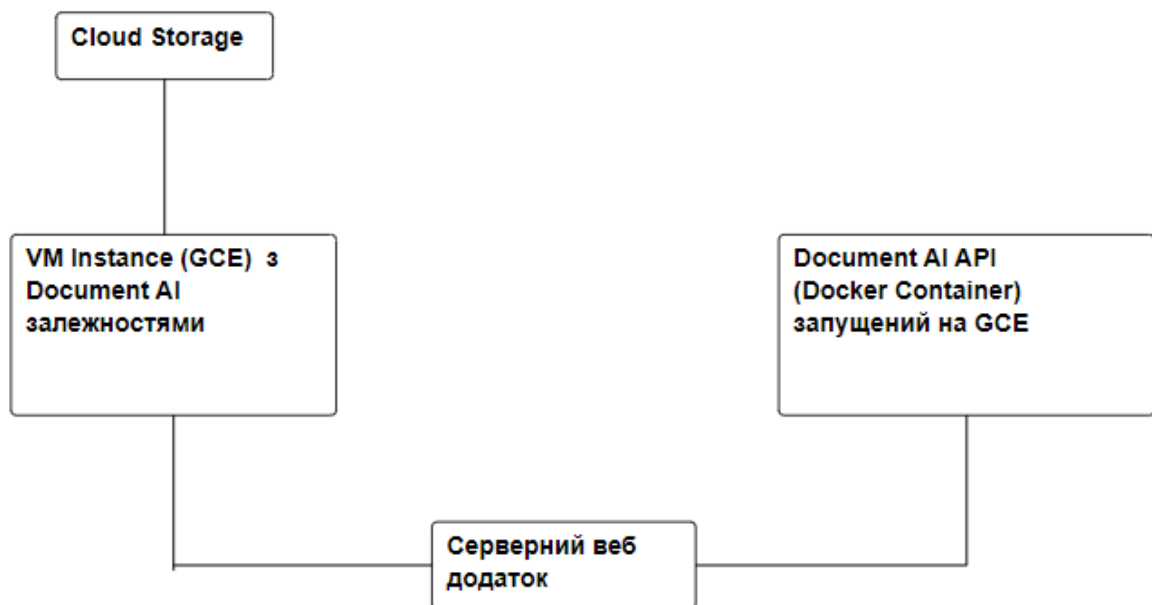 Cloud Storage
VM Instance (GCE) з
Document AI
залежностями
Document AI API
(Docker Container)
запущений на GCE
Серверний веб
додаток